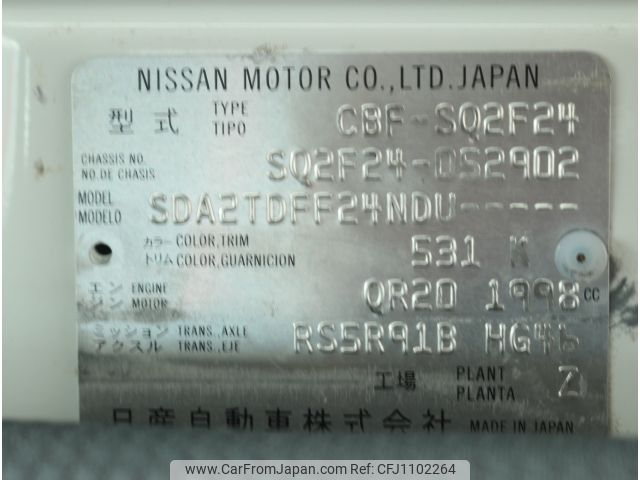 NISSAN MOTOR CO.,LTD.JAPAN
型式 TYPE TIPO CBF-SQ2F24
CHASSIS NO. NO.DE CHASIS SQ2F24-052902
MODEL MODELO SDA2TDFF24NDU-----
カラー COLOR,TRIM トリム COLOR,GUARNICION 531 K
エンジン ENGINE MOTOR QR20 1998 CC
ミッション TRANS.,AXLE アクスル TRANS.,EJE RS5R91B HG46
工場 PLANT PLANTA Z
日産自動車株式会社 MADE IN JAPAN
www.CarFromJapan.com - CFJ1102264